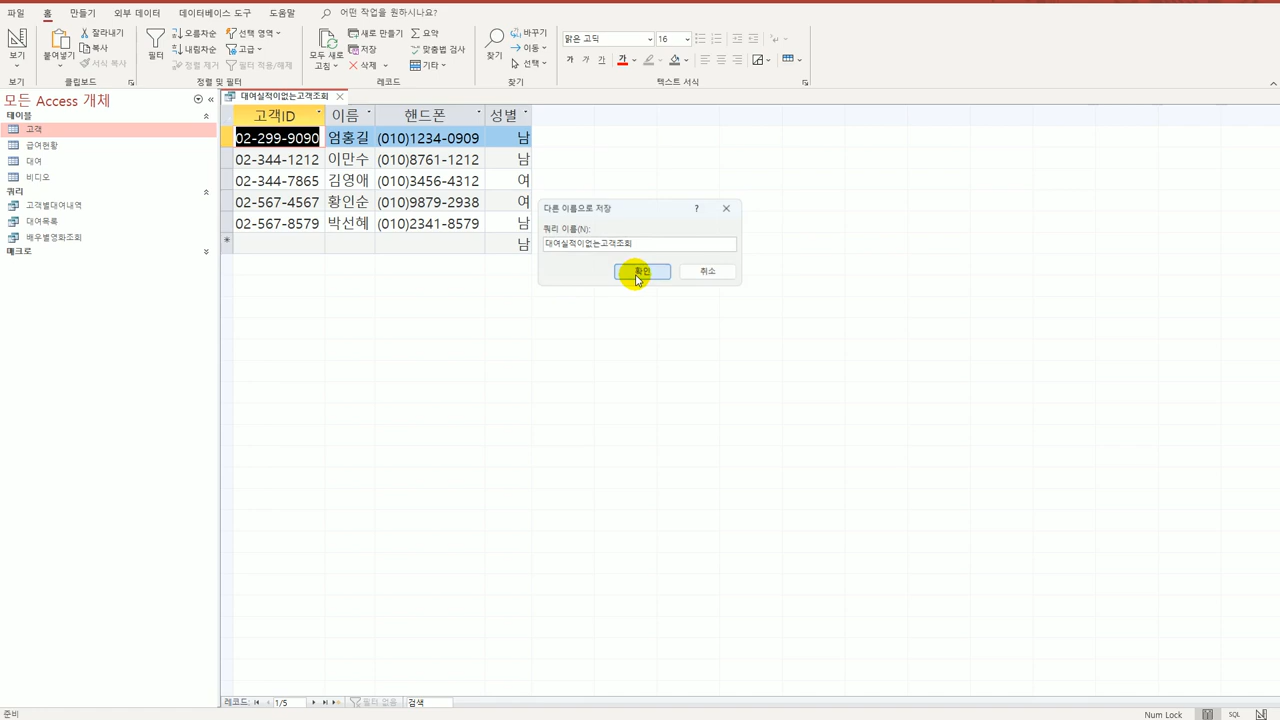 파일 홈 만들기 외부 데이터 데이터베이스 도구 도움말 어떤 작업을 원하시나요?
보기
보기
붙여넣기
잘라내기
복사
서식 복사
클립보드
필터
오름차순
내림차순
정렬 제거
선택 영역
고급
필터 적용/해제
정렬 및 필터
모두 새로
고침
새로 만들기
저장
삭제
요약
맞춤법 검사
기타
레코드
찾기
바꾸기
이동
선택
찾기
맑은 고딕 16
가 가 가 가
텍스트 서식
모든 Access 개체
테이블
고객
급여현황
대여
비디오
쿼리
고객별대여내역
대여목록
배우별영화조회
매크로
대여실적이없는고객조회
고객ID 이름 핸드폰 성별
02-299-9090 엄홍길 (010)1234-0909 남
02-344-1212 이만수 (010)8761-1212 남
02-344-7865 김영애 (010)3456-4312 여
02-567-4567 황인순 (010)9879-2938 여
02-567-8579 박선혜 (010)2341-8579 남
* 남
다른 이름으로 저장 ?
쿼리 이름(N):
대여실적이없는고객조회
확인 취소
레코드: 1/5 필터 없음 검색
준비 Num Lock SQL